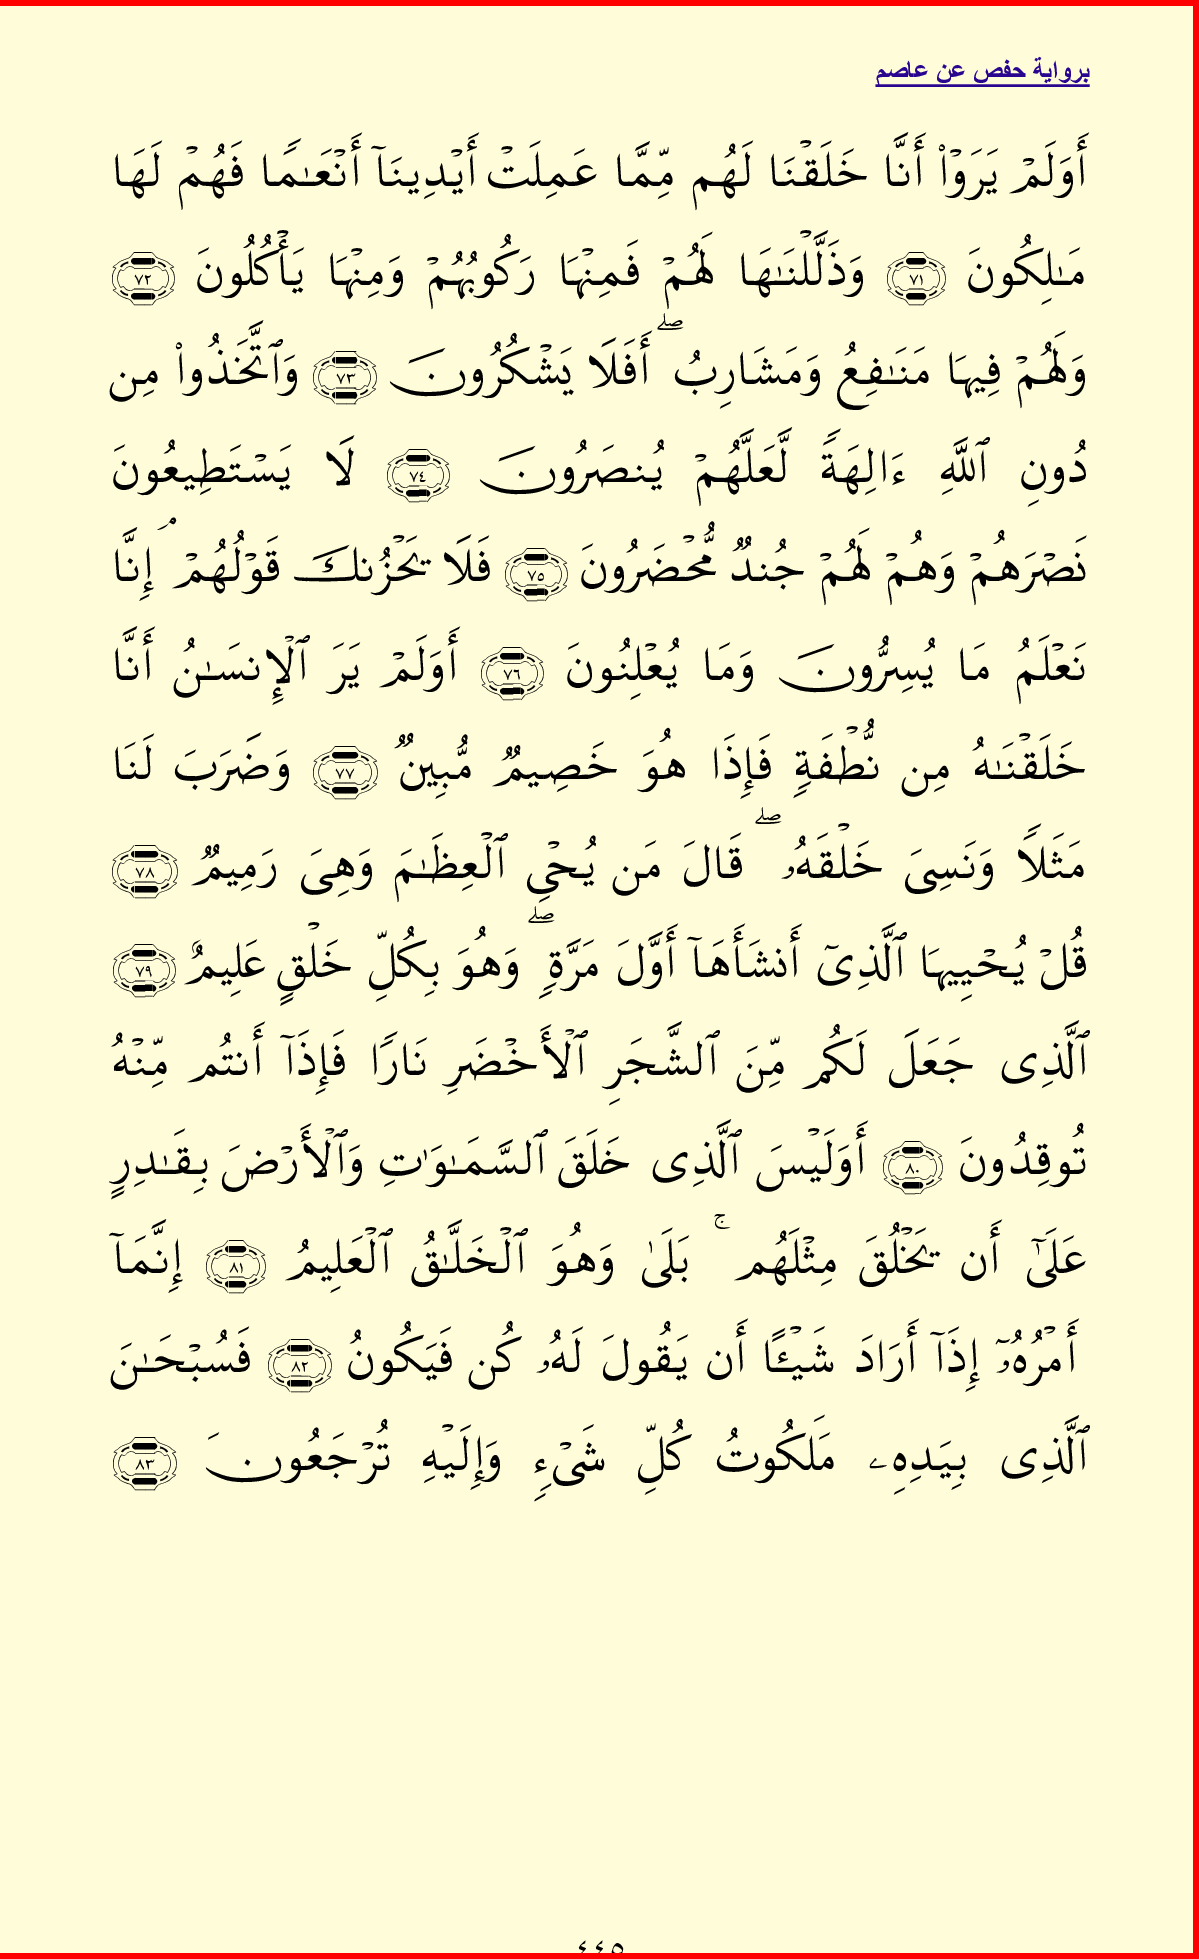 برواية حفص عن عاصم
أَوَلَمۡ يَرَوۡاْ أَنَّا خَلَقۡنَا لَهُم مِّمَّا عَمِلَتۡ أَيۡدِينَآ أَنۡعَٰمٗا فَهُمۡ لَهَا
مَٰلِكُونَ ٧١ وَذَلَّلۡنَٰهَا لَهُمۡ فَمِنۡهَا رَكُوبُهُمۡ وَمِنۡهَا يَأۡكُلُونَ ٧٢
وَلَهُمۡ فِيهَا مَنَٰفِعُ وَمَشَارِبُۖ أَفَلَا يَشۡكُرُونَ ٧٣ وَٱتَّخَذُواْ مِن
دُونِ ٱللَّهِ ءَالِهَةٗ لَّعَلَّهُمۡ يُنصَرُونَ ٧٤ لَا يَسۡتَطِيعُونَ
نَصۡرَهُمۡ وَهُمۡ لَهُمۡ جُندٞ مُّحۡضَرُونَ ٧٥ فَلَا يَحۡزُنكَ قَوۡلُهُمۡۘ إِنَّا
نَعۡلَمُ مَا يُسِرُّونَ وَمَا يُعۡلِنُونَ ٧٦ أَوَلَمۡ يَرَ ٱلۡإِنسَٰنُ أَنَّا
خَلَقۡنَٰهُ مِن نُّطۡفَةٖ فَإِذَا هُوَ خَصِيمٞ مُّبِينٞ ٧٧ وَضَرَبَ لَنَا
مَثَلٗا وَنَسِيَ خَلۡقَهُۥۖ قَالَ مَن يُحۡيِ ٱلۡعِظَٰمَ وَهِيَ رَمِيمٞ ٧٨
قُلۡ يُحۡيِيهَا ٱلَّذِيٓ أَنشَأَهَآ أَوَّلَ مَرَّةٖۖ وَهُوَ بِكُلِّ خَلۡقٍ عَلِيمٌ ٧٩
ٱلَّذِي جَعَلَ لَكُم مِّنَ ٱلشَّجَرِ ٱلۡأَخۡضَرِ نَارٗا فَإِذَآ أَنتُم مِّنۡهُ
تُوقِدُونَ ٨٠ أَوَلَيۡسَ ٱلَّذِي خَلَقَ ٱلسَّمَٰوَٰتِ وَٱلۡأَرۡضَ بِقَٰدِرٍ
عَلَىٰٓ أَن يَخۡلُقَ مِثۡلَهُمۚ بَلَىٰ وَهُوَ ٱلۡخَلَّٰقُ ٱلۡعَلِيمُ ٨١ إِنَّمَآ
أَمۡرُهُۥٓ إِذَآ أَرَادَ شَيۡـًٔا أَن يَقُولَ لَهُۥ كُن فَيَكُونُ ٨٢ فَسُبۡحَٰنَ
ٱلَّذِي بِيَدِهِۦ مَلَكُوتُ كُلِّ شَيۡءٖ وَإِلَيۡهِ تُرۡجَعُونَ ٨٣
٤٤٥